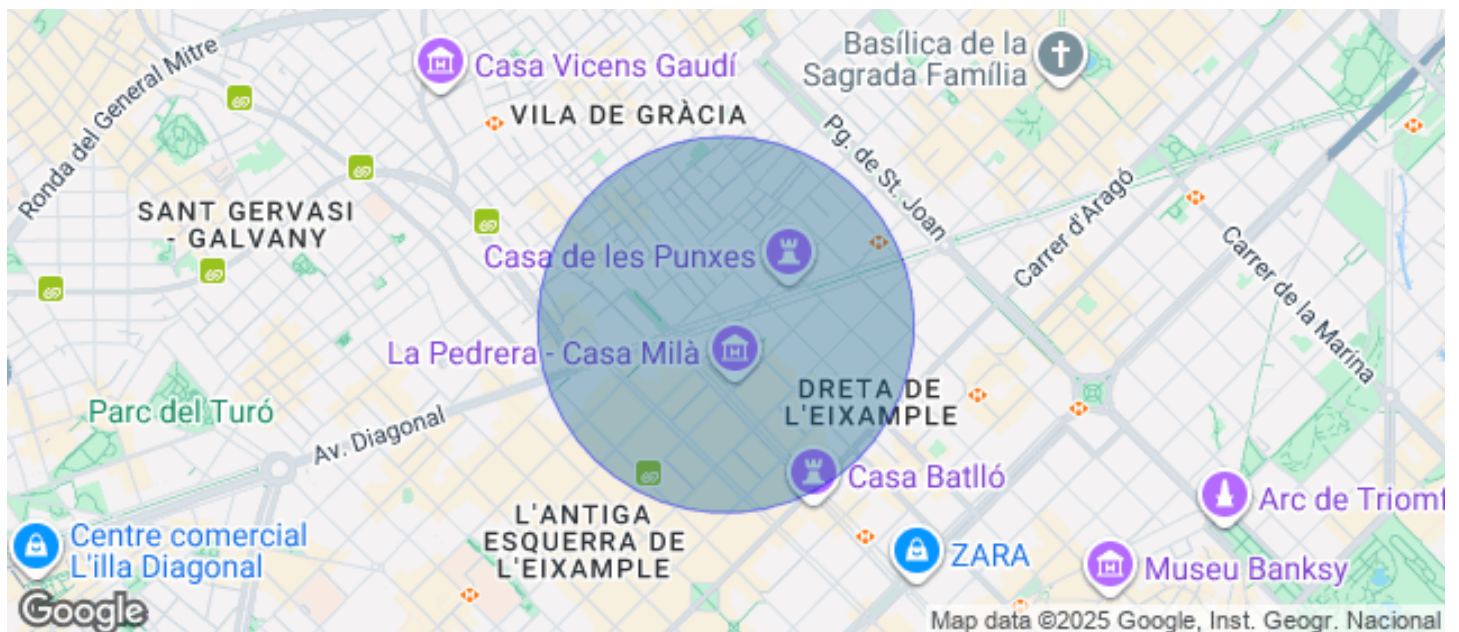 Ronda del General Mitre
Casa Vicens Gaudí
Basílica de la
Sagrada Família
VILA DE GRÀCIA
Pg. de St. Joan
SANT GERVASI
- GALVANY
Carrer d'Aragó
Carrer de la Marina
Casa de les Punxes
La Pedrera - Casa Milà
DRETA DE
L'EIXAMPLE
Parc del Turó
Av. Diagonal
Casa Batlló
Arc de Triomf
L'ANTIGA
ESQUERRA DE
L'EIXAMPLE
Centre comercial
L'illa Diagonal
ZARA
Museu Banksy
Google
Map data ©2025 Google, Inst. Geogr. Nacional